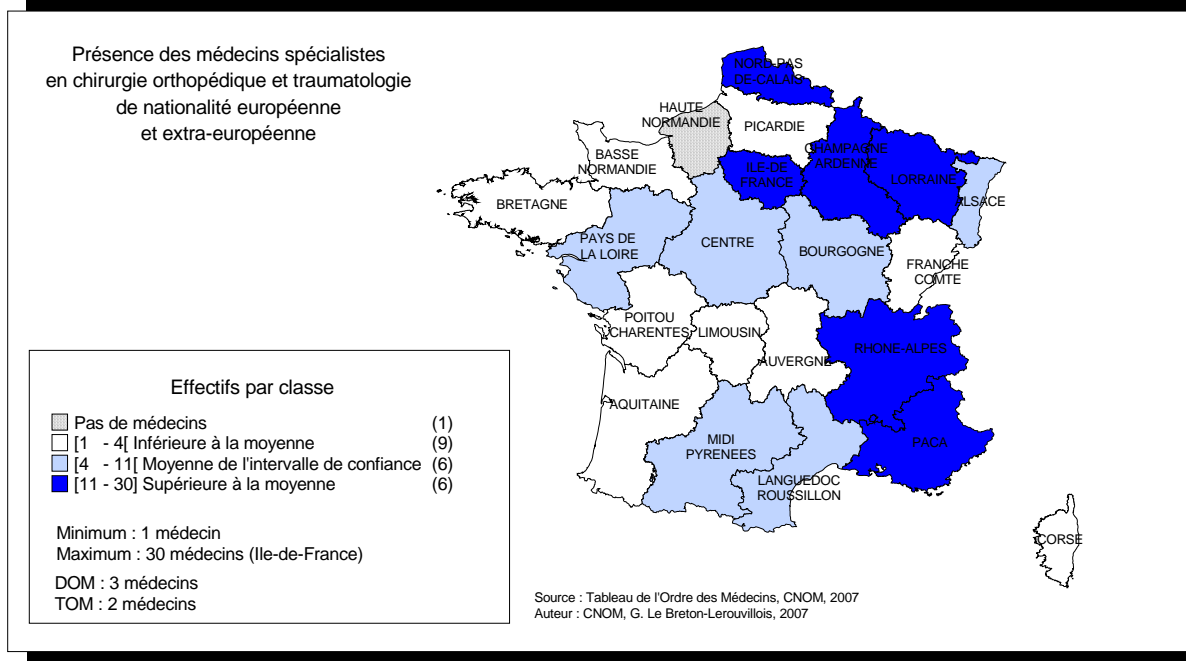 Présence des médecins spécialistes
en chirurgie orthopédique et traumatologie
de nationalité européenne
et extra-européenne
NORD-PAS
DE-CALAIS
HAUTE
NORMANDIE
PICARDIE
BASSE
NORMANDIE
CHAMPAGNE
ARDENNE
ILE-DE
FRANCE
LORRAINE
ALSACE
BRETAGNE
PAYS DE
LA LOIRE
CENTRE
BOURGOGNE
FRANCHE
COMTE
POITOU
CHARENTES
LIMOUSIN
AUVERGNE
RHONE-ALPES
AQUITAINE
MIDI
PYRENEES
LANGUEDOC
ROUSSILLON
PACA
CORSE
Effectifs par classe
Pas de médecins (1)
[1 - 4[ Inférieure à la moyenne (9)
[4 - 11[ Moyenne de l'intervalle de confiance (6)
[11 - 30] Supérieure à la moyenne (6)
Minimum : 1 médecin
Maximum : 30 médecins (Ile-de-France)
DOM : 3 médecins
TOM : 2 médecins
Source : Tableau de l'Ordre des Médecins, CNOM, 2007
Auteur : CNOM, G. Le Breton-Lerouvillois, 2007